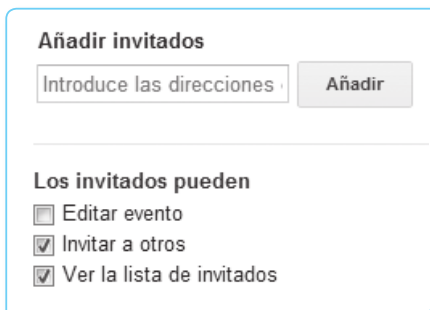 Añadir invitados
Introduce las direcciones Añadir
Los invitados pueden
Editar evento
Invitar a otros
Ver la lista de invitados